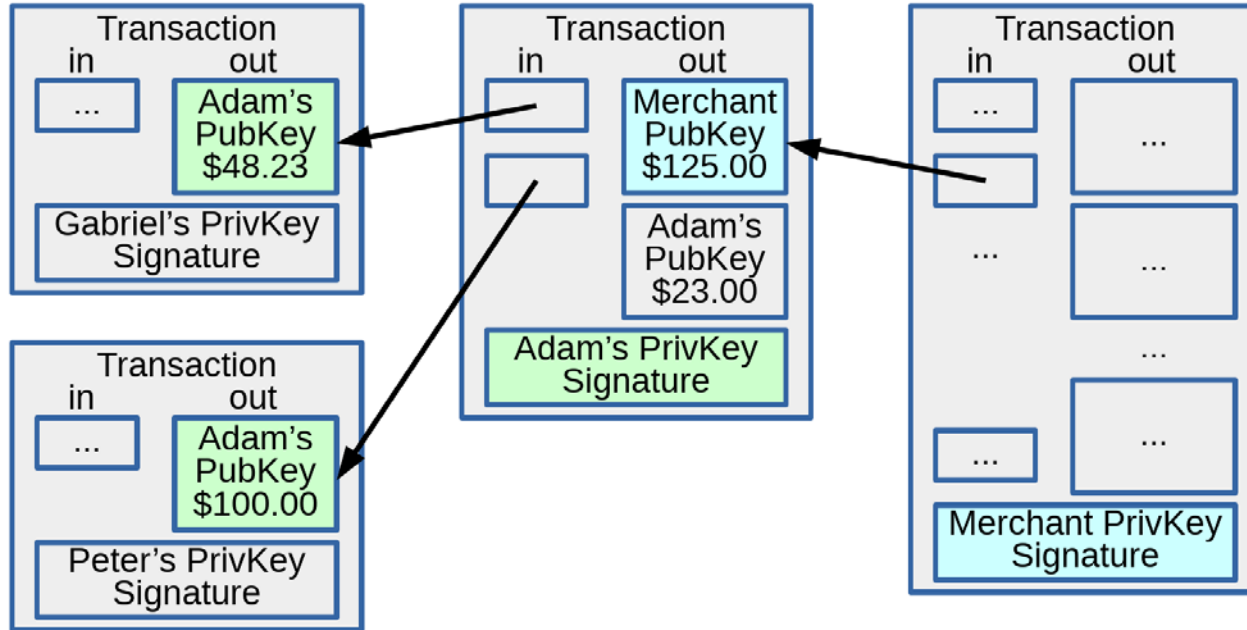 Transaction
in out
...
Adam’s
PubKey
$48.23
Gabriel’s PrivKey
Signature
Transaction
in out
...
Adam’s
PubKey
$100.00
Peter’s PrivKey
Signature
Transaction
in out
Merchant
PubKey
$125.00
Adam’s
PubKey
$23.00
Adam’s PrivKey
Signature
Transaction
in out
...
...
...
...
...
...
...
...
Merchant PrivKey
Signature